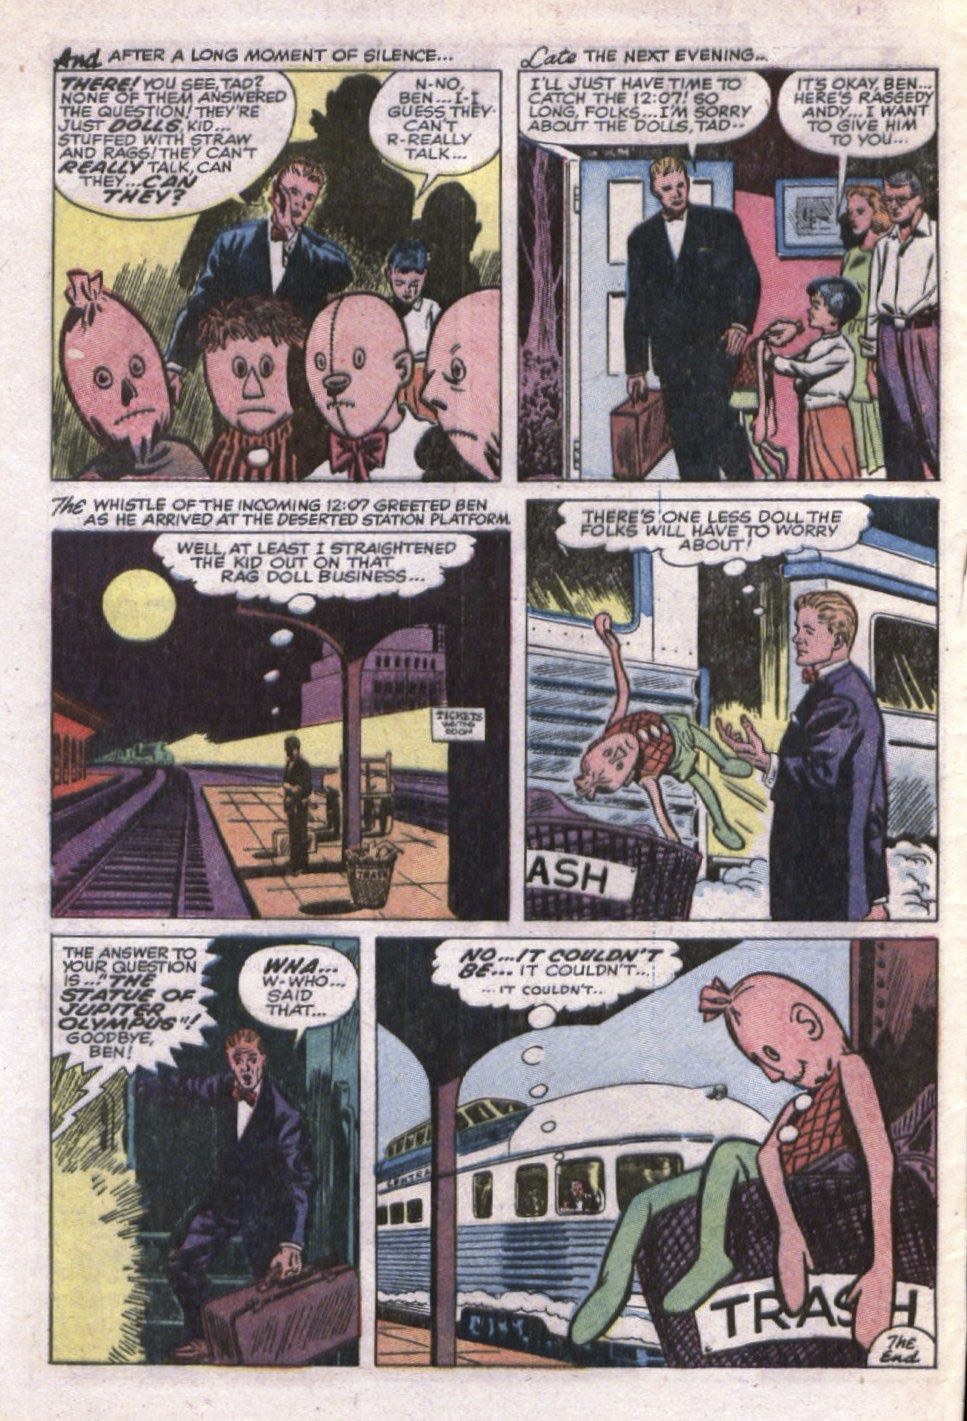 And AFTER A LONG MOMENT OF SILENCE...
THERE! YOU SEE, TAD?
NONE OF THEM ANSWERED
THE QUESTION! THEY'RE
JUST DOLLS, KID...
STUFFED WITH STRAW
AND RAGS! THEY CAN'T
REALLY TALK, CAN
THEY...CAN
THEY?
N-NO,
BEN...I-I
GUESS THEY
CAN'T
R-REALLY
TALK...
Late THE NEXT EVENING...
I'LL JUST HAVE TIME TO
CATCH THE 12:07! SO
LONG, FOLKS...I'M SORRY
ABOUT THE DOLLS, TAD--
IT'S OKAY, BEN...
HERE'S RAGGEDY
ANDY...I WANT
TO GIVE HIM
TO YOU...
The WHISTLE OF THE INCOMING 12:07 GREETED BEN
AS HE ARRIVED AT THE DESERTED STATION PLATFORM.
WELL, AT LEAST I STRAIGHTENED
THE KID OUT ON THAT
RAG DOLL BUSINESS...
TICKETS
WAITING
ROOM
TRASH
THERE'S ONE LESS DOLL THE
FOLKS WILL HAVE TO WORRY
ABOUT!
ASH
THE ANSWER TO
YOUR QUESTION
IS..."THE
STATUE OF
JUPITER
OLYMPUS"!
GOODBYE,
BEN!
WHA...
W-WHO...
SAID
THAT...
NO...IT COULDN'T
BE... IT COULDN'T...
...IT COULDN'T...
CENTRA
TRASH
The
End